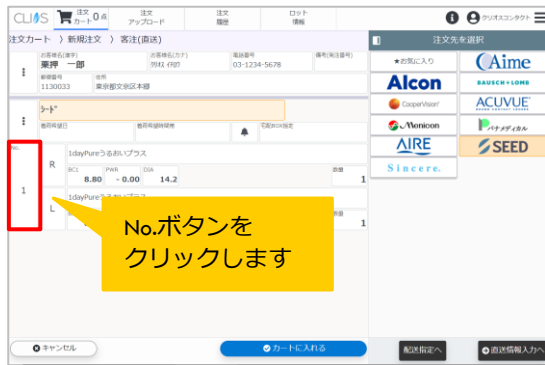 CLIOS
注文カート 0点
注文アップロード
注文履歴
ロット情報
クリオスコンタクト
注文カート 〉 新規注文 〉 客注(直送)
お客様名(漢字)
薬押 一郎
お客様名(カナ)
電話番号
03-1234-5678
備考(発注番号)
郵便番号
1130033
住所
東京都文京区本郷
シード
着荷希望日
着荷希望時間帯
宅配BOX指定
No.
1
R
1dayPureうるおいプラス
BC1
8.80
PWR
- 0.00
DIA
14.2
数量
1
L
1dayPureうるおいプラス
数量
1
No.ボタンを
クリックします
キャンセル
カートに入れる
注文先を選択
★お気に入り
Aime
Alcon
BAUSCH + LOMB
CooperVision
ACUVUE
Menicon
パナメディカル
AIRE
SEED
Sincere.
配送指定へ
直送情報入力へ